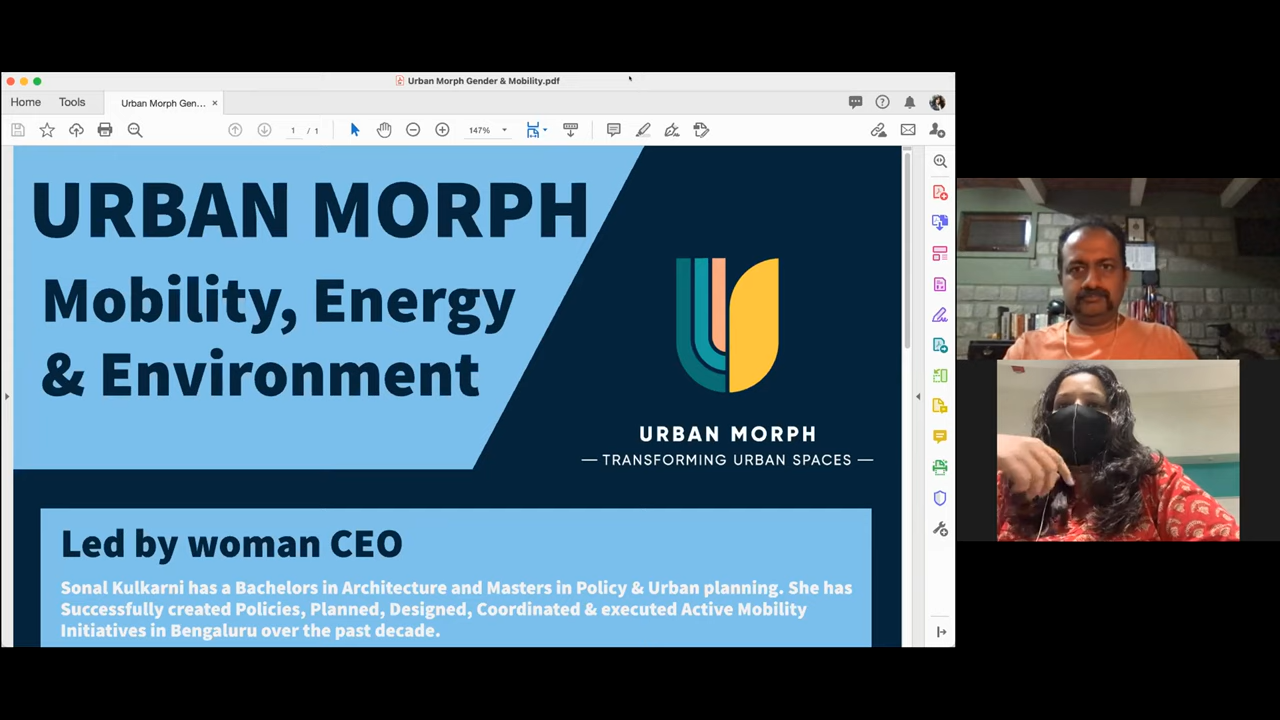 Urban Morph Gender & Mobility.pdf
Home Tools Urban Morph Gen... ×
1 / 1 147%
URBAN MORPH
Mobility, Energy
& Environment
URBAN MORPH
— TRANSFORMING URBAN SPACES —
Led by woman CEO
Sonal Kulkarni has a Bachelors in Architecture and Masters in Policy & Urban planning. She has
Successfully created Policies, Planned, Designed, Coordinated & executed Active Mobility
Initiatives in Bengaluru over the past decade.